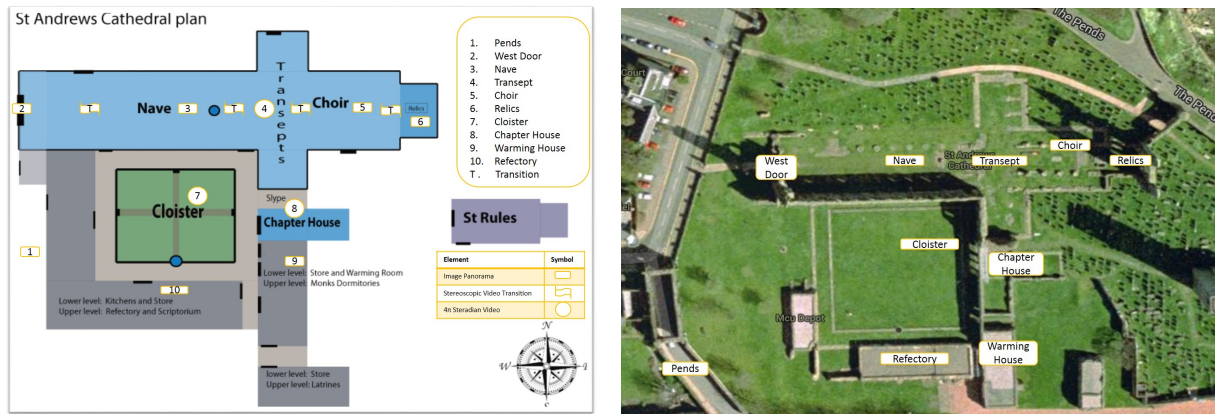 St Andrews Cathedral plan
1. Pends
2. West Door
3. Nave
4. Transept
5. Choir
6. Relics
7. Cloister
8. Chapter House
9. Warming House
10. Refectory
T . Transition
2
T
Nave
3
T
Transepts
4
T
Choir
5
T
Relics
6
7
Cloister
Slype
8
Chapter House
St Rules
1
9
Lower level: Store and Warming Room
Upper level: Monks Dormitories
10
Lower level: Kitchens and Store
Upper level: Refectory and Scriptorium
lower level: Store
Upper level: Latrines
Element Symbol
Image Panorama
Stereoscopic Video Transition
4π Steradian Video
N
W
S
The Pends
The Pends
Court
West Door
Nave
St Andrews Cathedral
Transept
Choir
Relics
Cloister
Chapter House
Mcu Depot
Refectory
Warming House
Pends